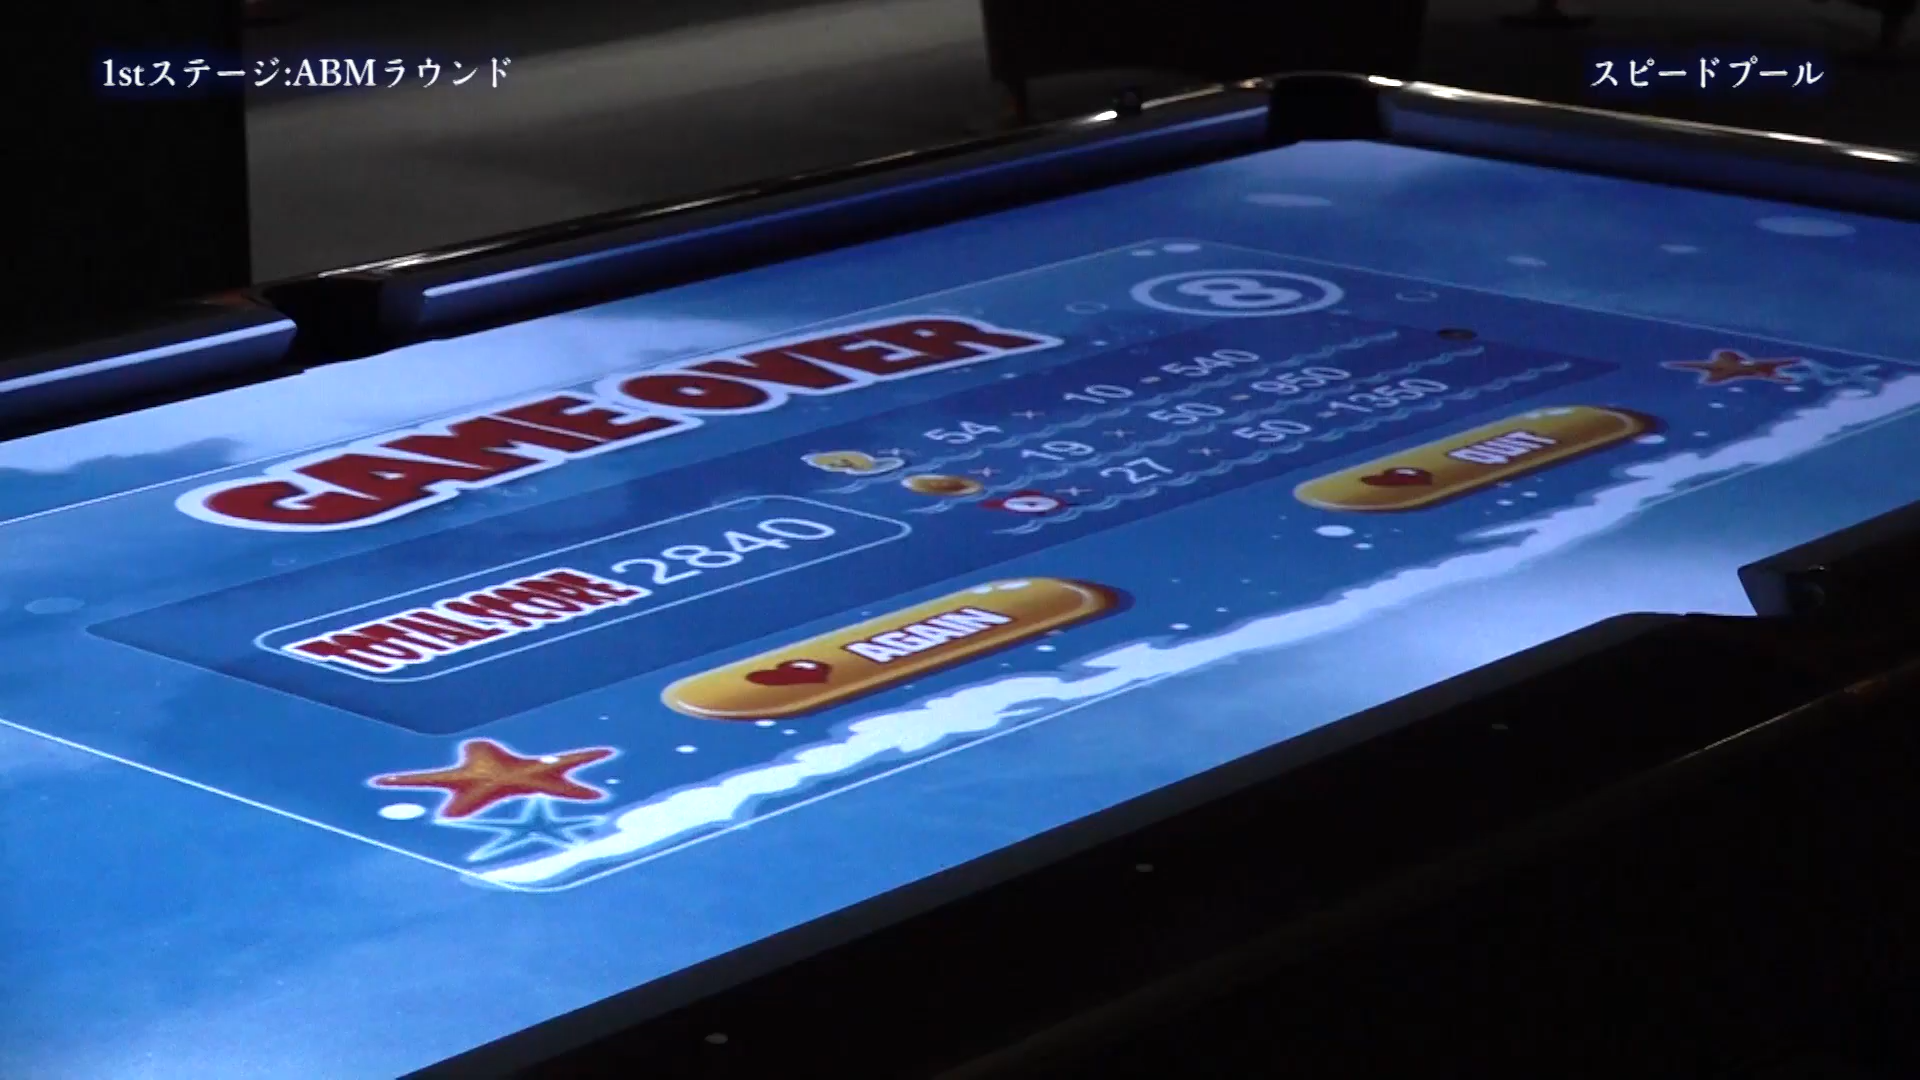 1stステージ:ABMラウンド
スピードプール
8
GAME OVER
× 54 × 10 = 540
× 19 × 50 = 950
× 27 × 50 = 1350
TOTAL SCORE 2840
AGAIN
QUIT